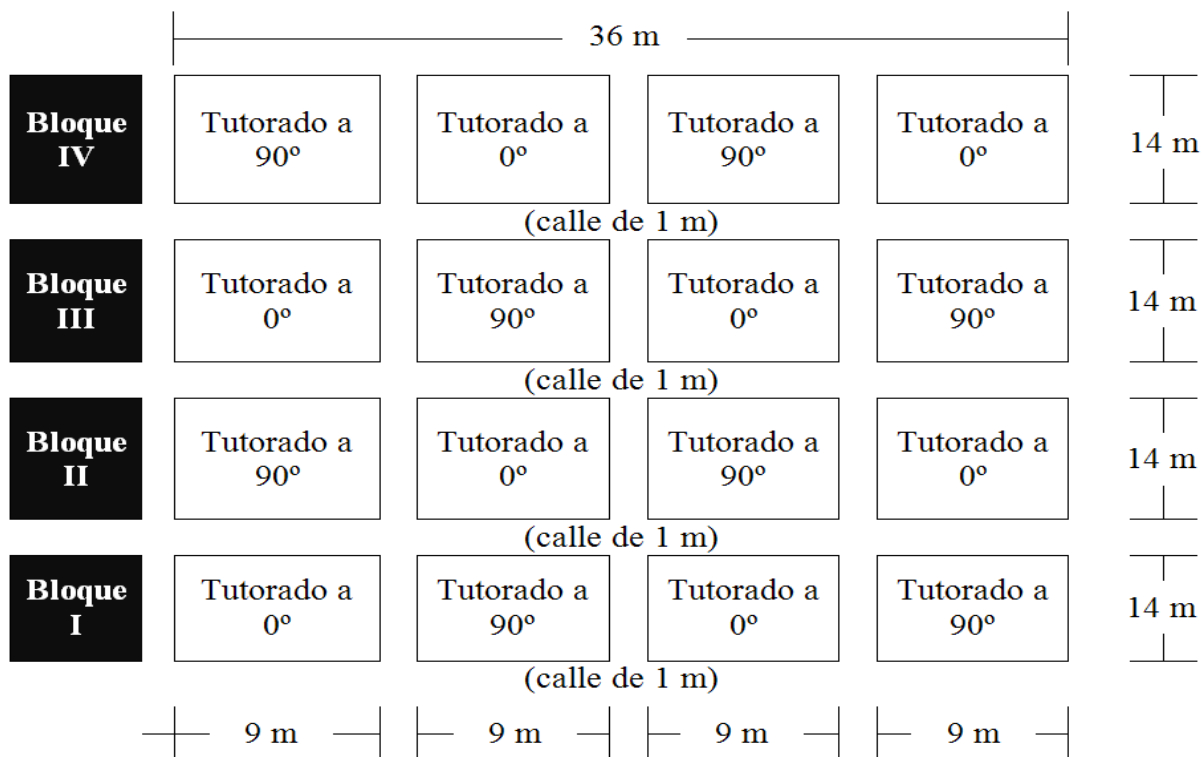 36 m
Bloque
IV
Tutorado a
90º
Tutorado a
0º
Tutorado a
90º
Tutorado a
0º
14 m
(calle de 1 m)
Bloque
III
Tutorado a
0º
Tutorado a
90º
Tutorado a
0º
Tutorado a
90º
14 m
(calle de 1 m)
Bloque
II
Tutorado a
90º
Tutorado a
0º
Tutorado a
90º
Tutorado a
0º
14 m
(calle de 1 m)
Bloque
I
Tutorado a
0º
Tutorado a
90º
Tutorado a
0º
Tutorado a
90º
14 m
(calle de 1 m)
9 m
9 m
9 m
9 m